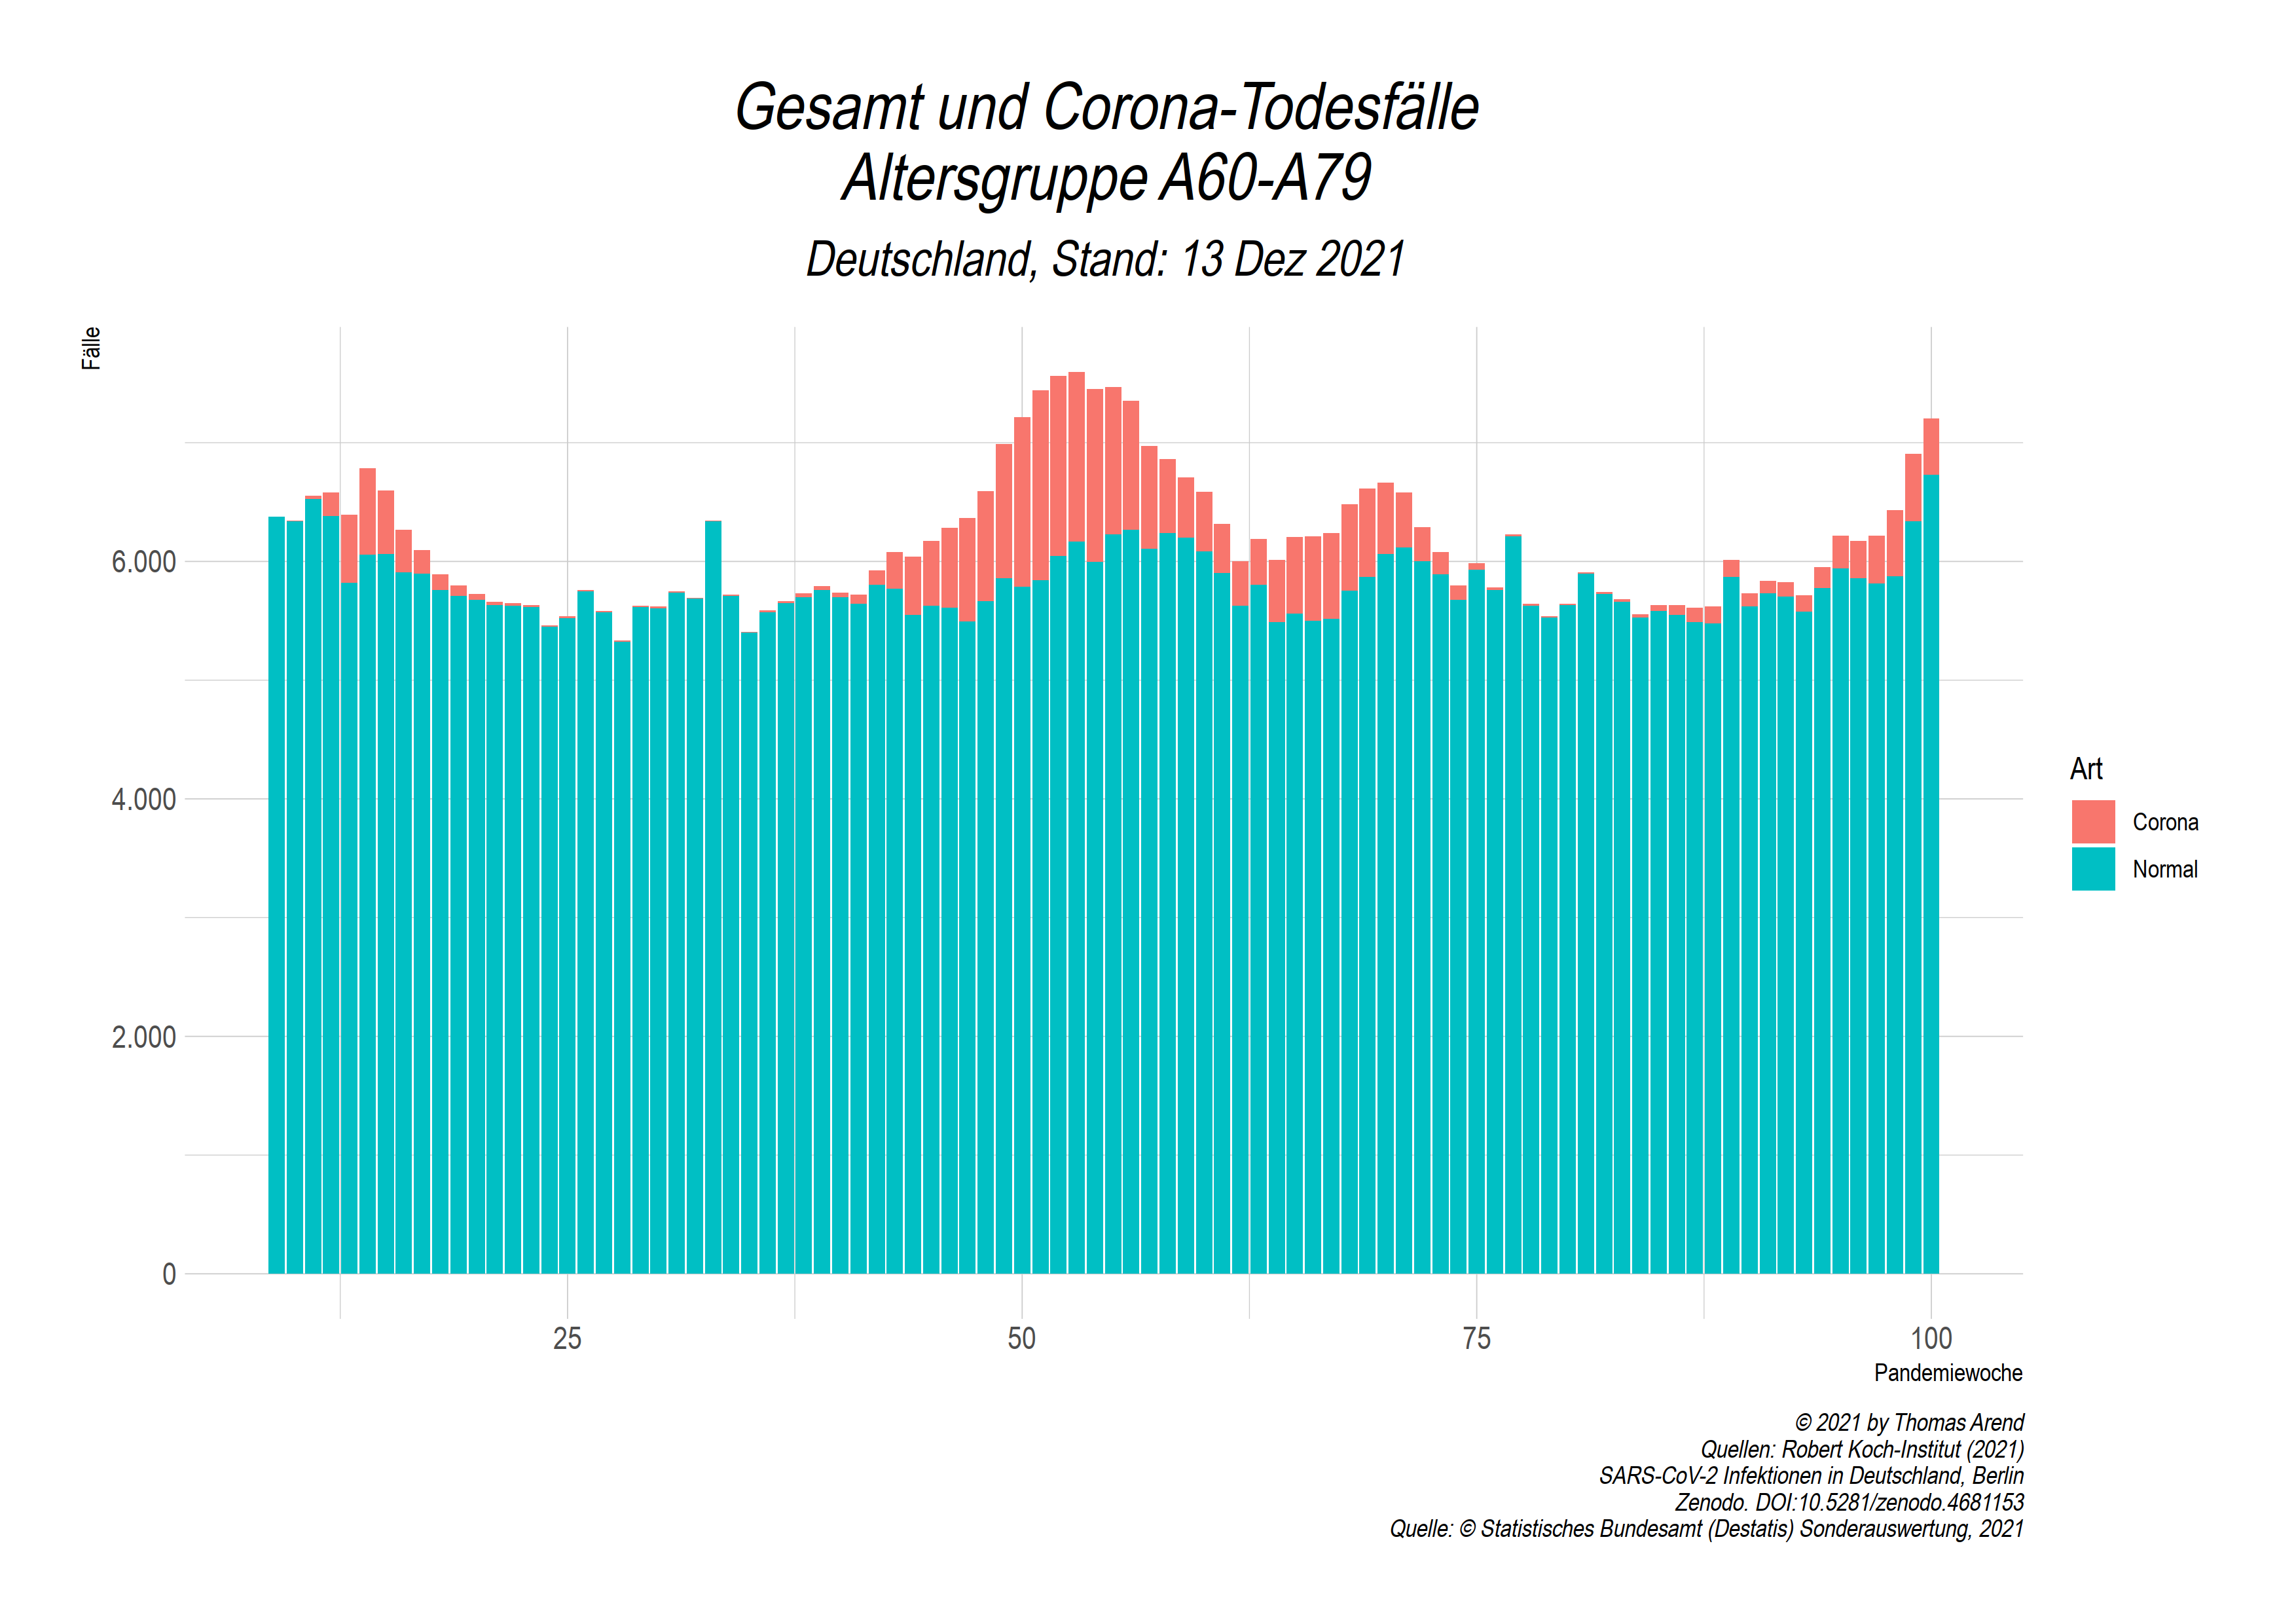 Gesamt und Corona-Todesfälle
Altersgruppe A60-A79
Deutschland, Stand: 13 Dez 2021
Fälle
6.000
4.000
2.000
0
25
50
75
100
Pandemiewoche
Art
Corona
Normal
© 2021 by Thomas Arend
Quellen: Robert Koch-Institut (2021)
SARS-CoV-2 Infektionen in Deutschland, Berlin
Zenodo. DOI:10.5281/zenodo.4681153
Quelle: © Statistisches Bundesamt (Destatis) Sonderauswertung, 2021